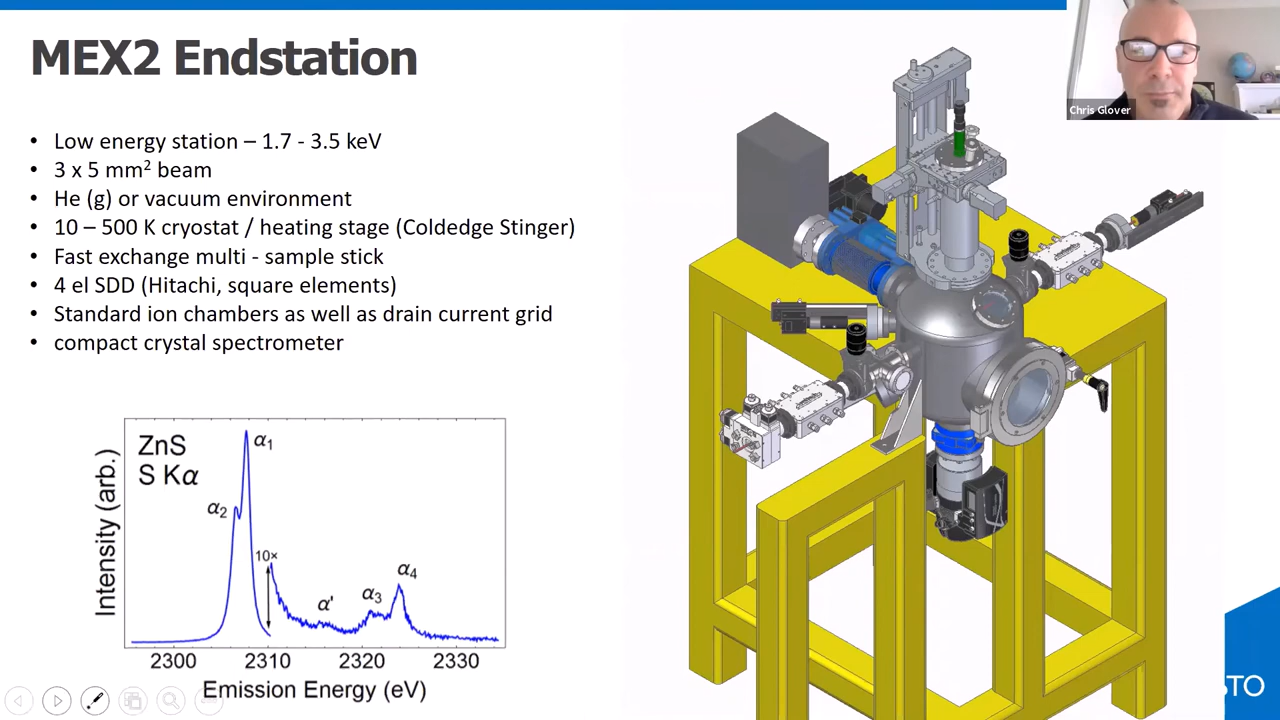 MEX2 Endstation
Chris Glover
• Low energy station – 1.7 - 3.5 keV
• 3 x 5 mm² beam
• He (g) or vacuum environment
• 10 – 500 K cryostat / heating stage (Coldedge Stinger)
• Fast exchange multi - sample stick
• 4 el SDD (Hitachi, square elements)
• Standard ion chambers as well as drain current grid
• compact crystal spectrometer
ZnS
S Kα
α₁
α₂
10×
α'
α₃
α₄
Intensity (arb.)
2300 2310 2320 2330
Emission Energy (eV)
STO